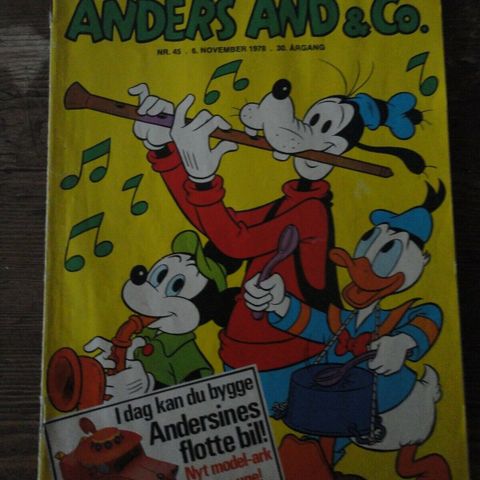 ANDERS AND & Co.
NR. 45 . 6. NOVEMBER 1978 . 30. ÅRGANG
I dag kan du bygge
Andersines
flotte bil!
Nyt model-ark